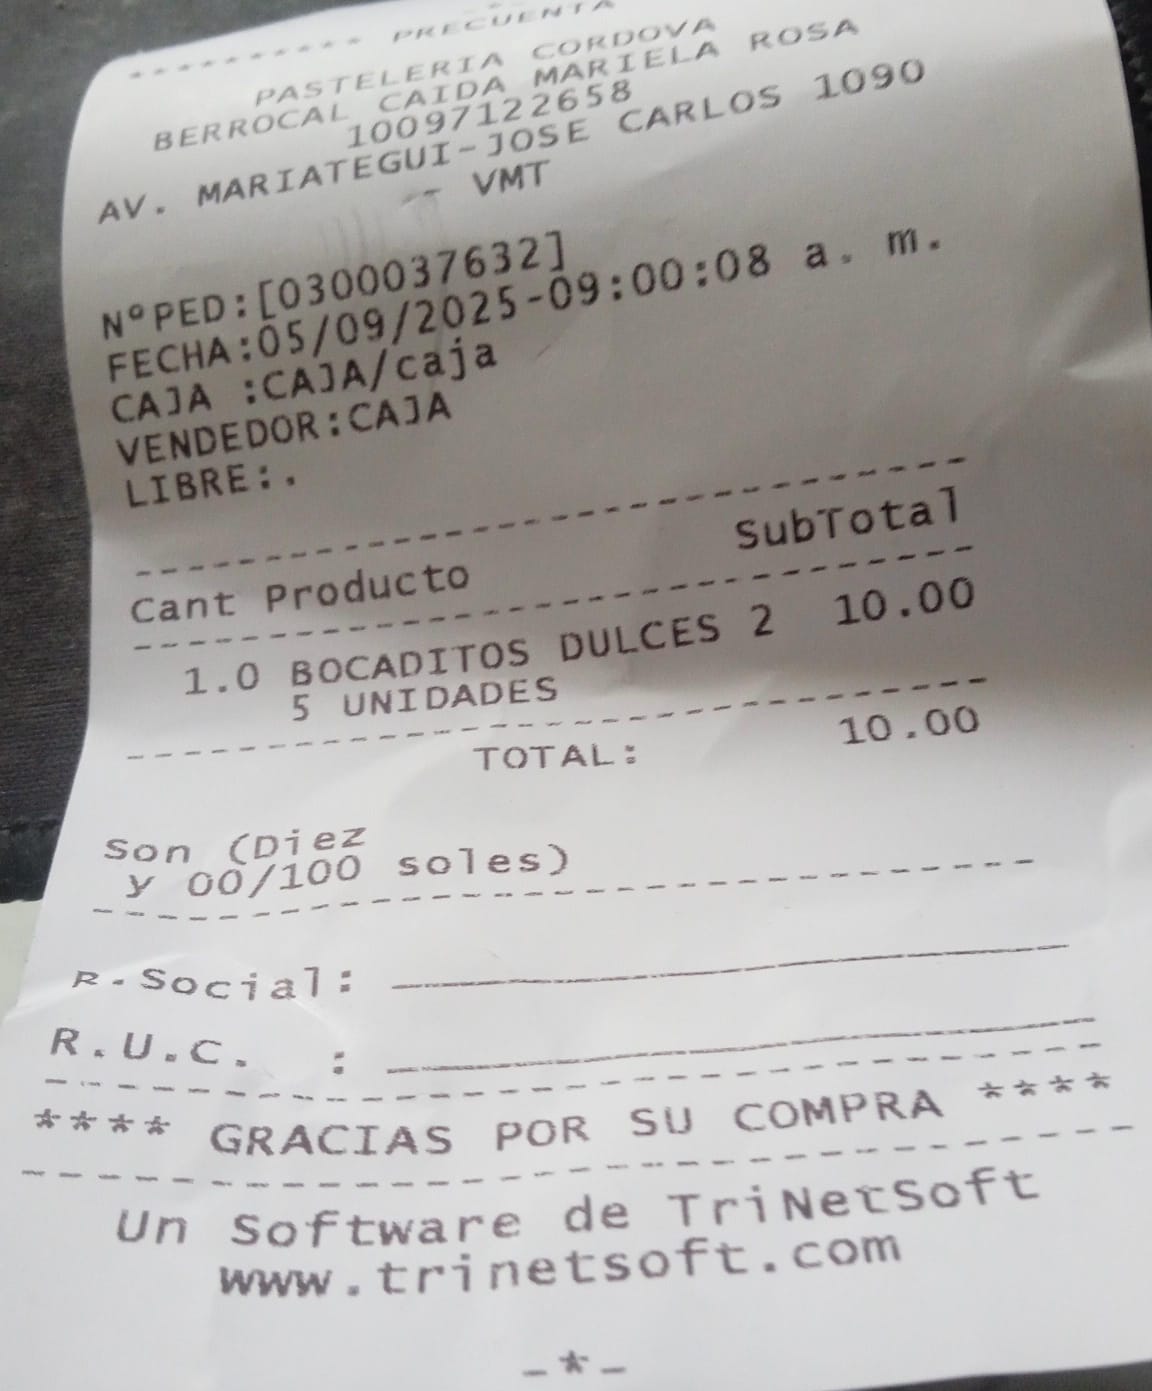 --------- PRECUENTA
PASTELERIA CORDOVA
BERROCAL CAIDA MARIELA ROSA
10097122658
AV. MARIATEGUI-JOSE CARLOS 1090
-- VMT
N°PED:[0300037632]
FECHA:05/09/2025-09:00:08 a. m.
CAJA :CAJA/caja
VENDEDOR:CAJA
LIBRE:.
Cant Producto SubTotal
1.0 BOCADITOS DULCES 2 10.00
5 UNIDADES
TOTAL: 10.00
Son (Diez
y 00/100 soles)
R.Social:
R.U.C. :
**** GRACIAS POR SU COMPRA ****
Un Software de TriNetSoft
www.trinetsoft.com
_*_